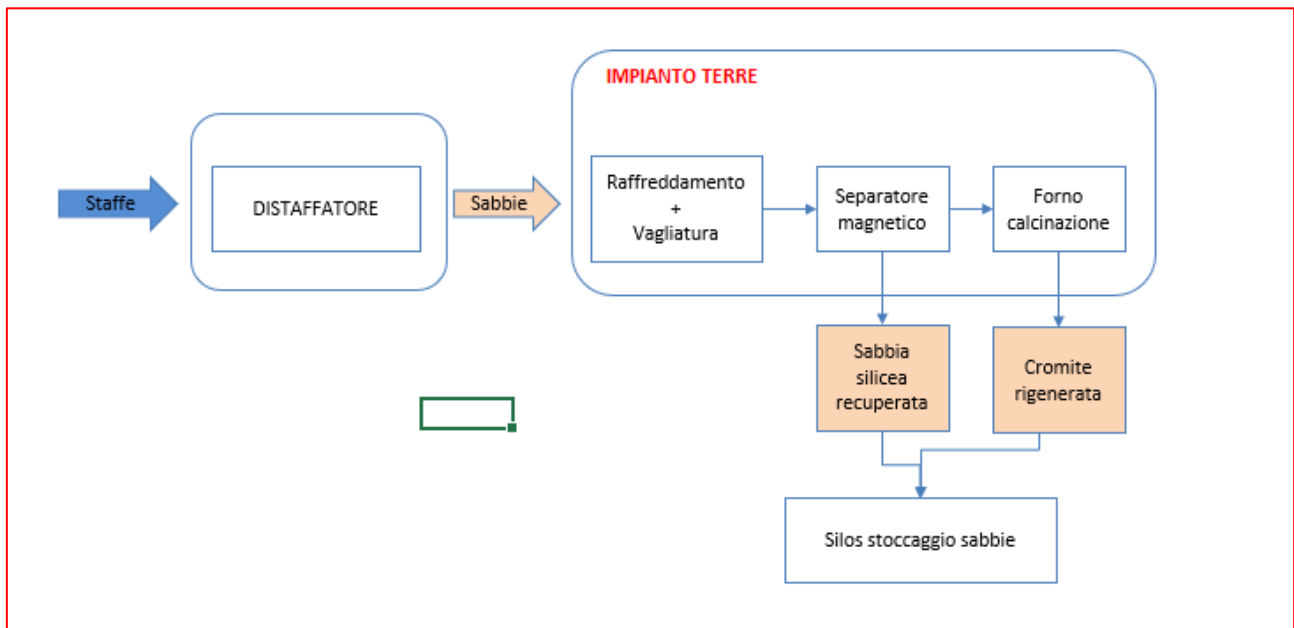 IMPIANTO TERRE
Staffe
DISTAFFATORE
Sabbie
Raffreddamento
+
Vagliatura
Separatore
magnetico
Forno
calcinazione
Sabbia
silicea
recuperata
Cromite
rigenerata
Silos stoccaggio sabbie